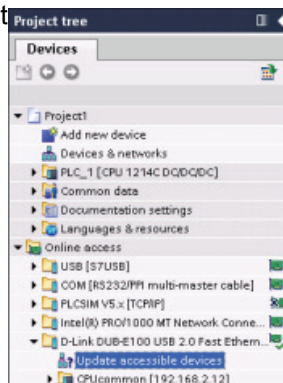 t
Project tree
Devices
Project1
Add new device
Devices & networks
PLC_1 [CPU 1214C DC/DC/DC]
Common data
Documentation settings
Languages & resources
Online access
USB [S7USB]
COM [RS232/PPI multi-master cable]
PLCSIM V5.x [TCP/IP]
Intel(R) PRO/1000 MT Network Conne...
D-Link DUB-E100 USB 2.0 Fast Ethern...
Update accessible devices
CPUcommon [192.168.2.12]